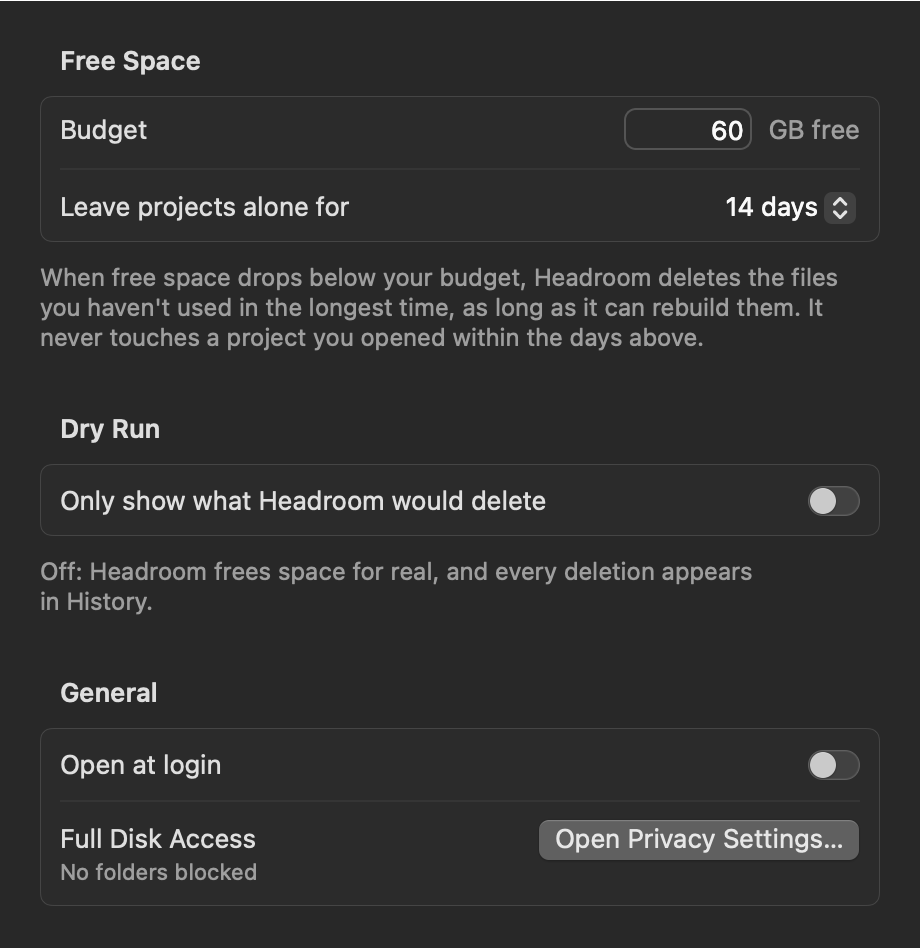 Free Space
Budget 60 GB free
Leave projects alone for 14 days
When free space drops below your budget, Headroom deletes the files
you haven't used in the longest time, as long as it can rebuild them. It
never touches a project you opened within the days above.
Dry Run
Only show what Headroom would delete
Off: Headroom frees space for real, and every deletion appears
in History.
General
Open at login
Full Disk Access Open Privacy Settings...
No folders blocked